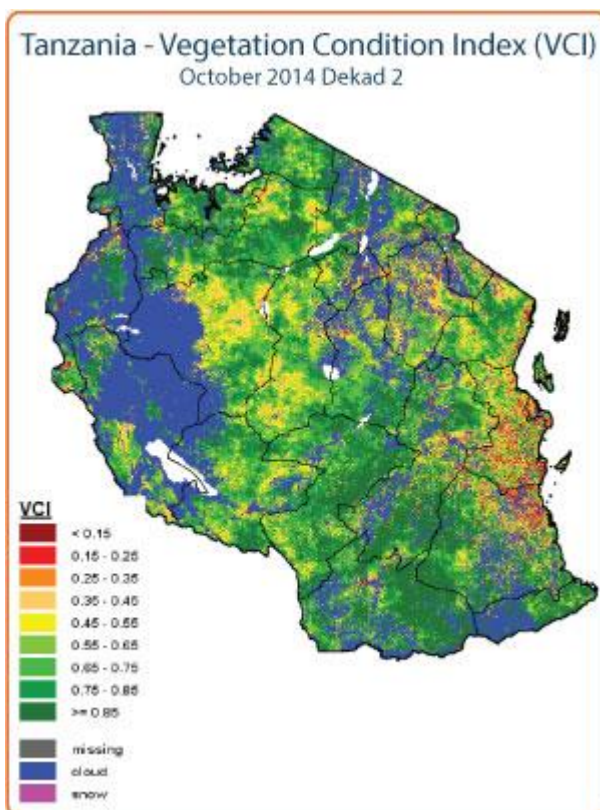 Tanzania - Vegetation Condition Index (VCI)
October 2014 Dekad 2
VCI
< 0.15
0.15 - 0.25
0.25 - 0.35
0.35 - 0.45
0.45 - 0.55
0.55 - 0.65
0.65 - 0.75
0.75 - 0.85
>= 0.85
missing
cloud
snow